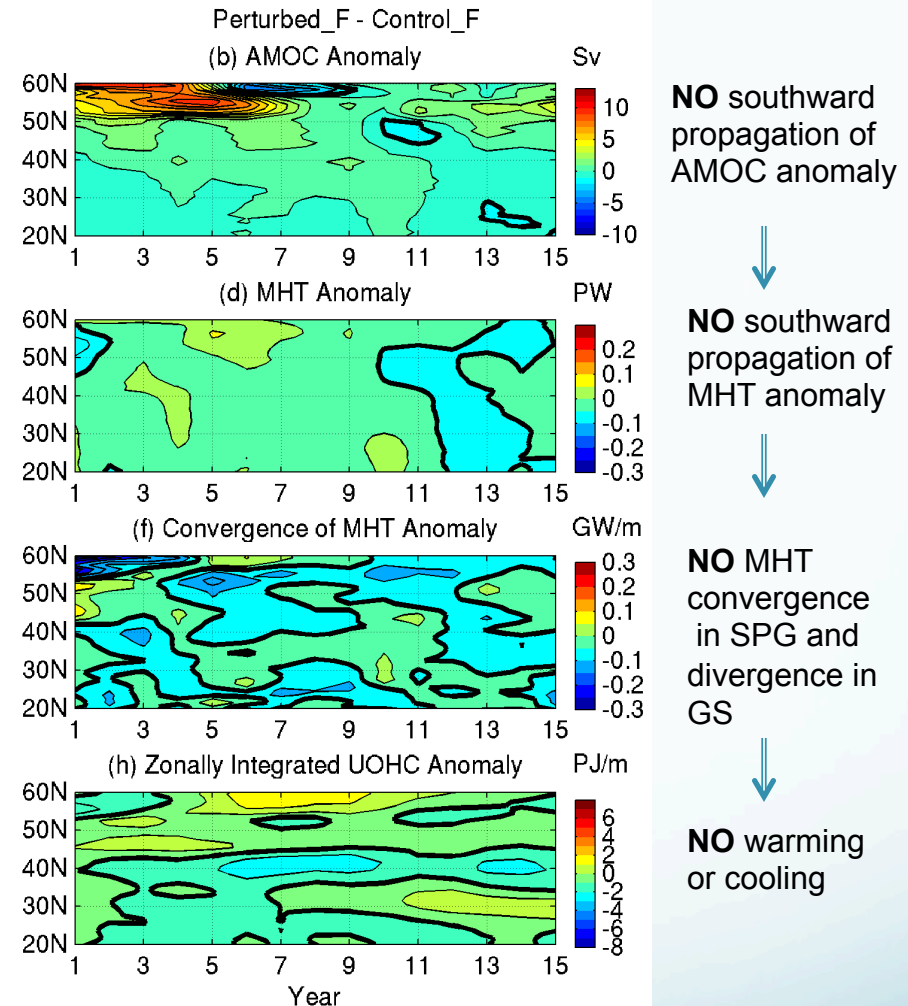 Perturbed_F - Control_F
(b) AMOC Anomaly
Sv
60N
50N
40N
30N
20N
10
5
0
-5
-10
1 3 5 7 9 11 13 15
(d) MHT Anomaly
PW
60N
50N
40N
30N
20N
0.2
0.1
0
-0.1
-0.2
-0.3
1 3 5 7 9 11 13 15
(f) Convergence of MHT Anomaly
GW/m
60N
50N
40N
30N
20N
0.3
0.2
0.1
0
-0.1
-0.2
-0.3
1 3 5 7 9 11 13 15
(h) Zonally Integrated UOHC Anomaly
PJ/m
60N
50N
40N
30N
20N
6
4
2
0
-2
-4
-6
-8
1 3 5 7 9 11 13 15
Year
NO southward
propagation of
AMOC anomaly
NO southward
propagation of
MHT anomaly
NO MHT
convergence
in SPG and
divergence in
GS
NO warming
or cooling